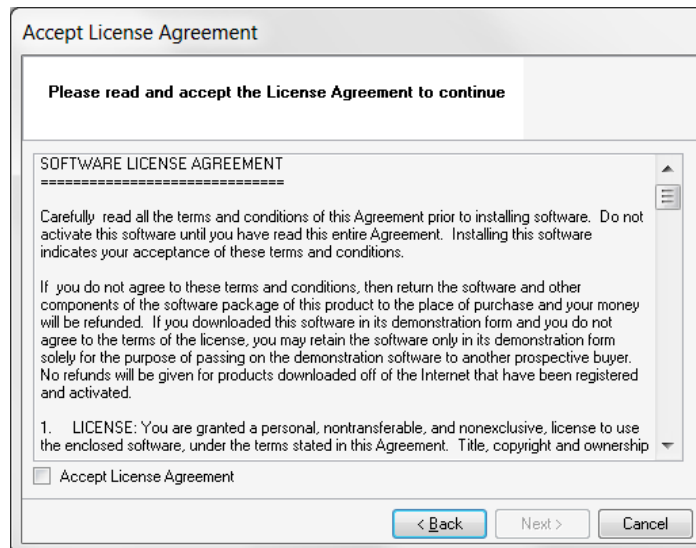 Accept License Agreement
Please read and accept the License Agreement to continue
SOFTWARE LICENSE AGREEMENT
==============================
Carefully  read all the terms and conditions of this Agreement prior to installing software.  Do not
activate this software until you have read this entire Agreement.  Installing this software
indicates your acceptance of these terms and conditions.
If  you do not agree to these terms and conditions, then return the software and other
components of the software package of this product to the place of purchase and your money
will be refunded.  If you downloaded this software in its demonstration form and you do not
agree to the terms of the license, you may retain the software only in its demonstration form
solely for the purpose of passing on the demonstration software to another prospective buyer.
No refunds will be given for products downloaded off of the Internet that have been registered
and activated.
1.    LICENSE: You are granted a personal, nontransferable, and nonexclusive, license to use
the enclosed software, under the terms stated in this Agreement.  Title, copyright and ownership
Accept License Agreement
< Back Next > Cancel